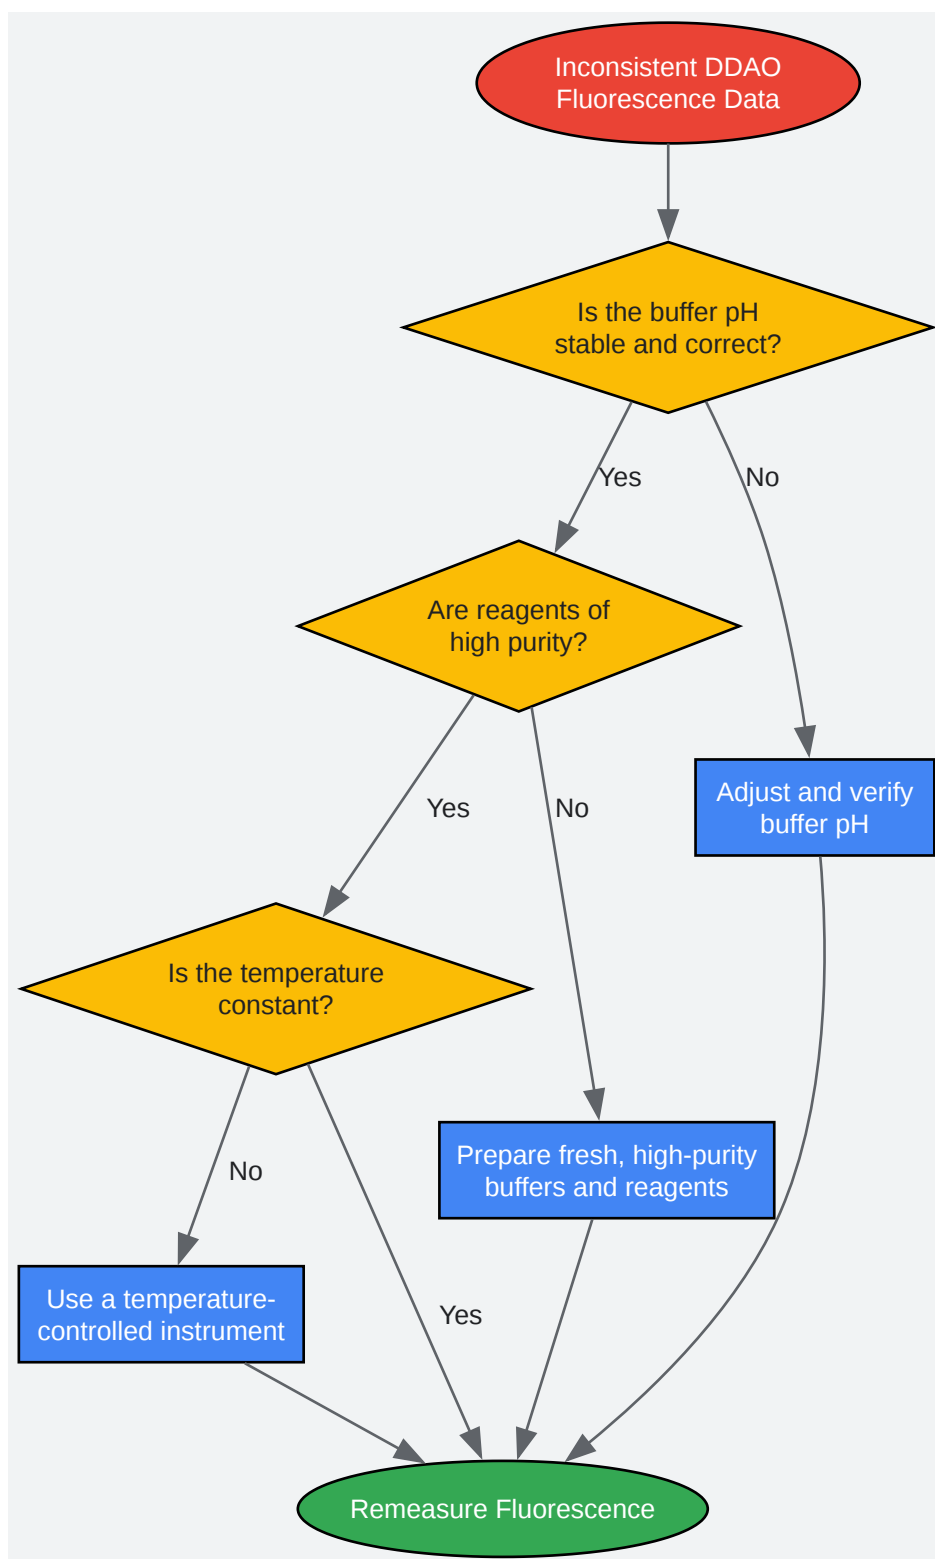 Inconsistent DDAO
Fluorescence Data
Is the buffer pH
stable and correct?
Yes
No
Are reagents of
high purity?
Adjust and verify
buffer pH
Yes
No
Is the temperature
constant?
Prepare fresh, high-purity
buffers and reagents
No
Use a temperature-
controlled instrument
Yes
Remeasure Fluorescence